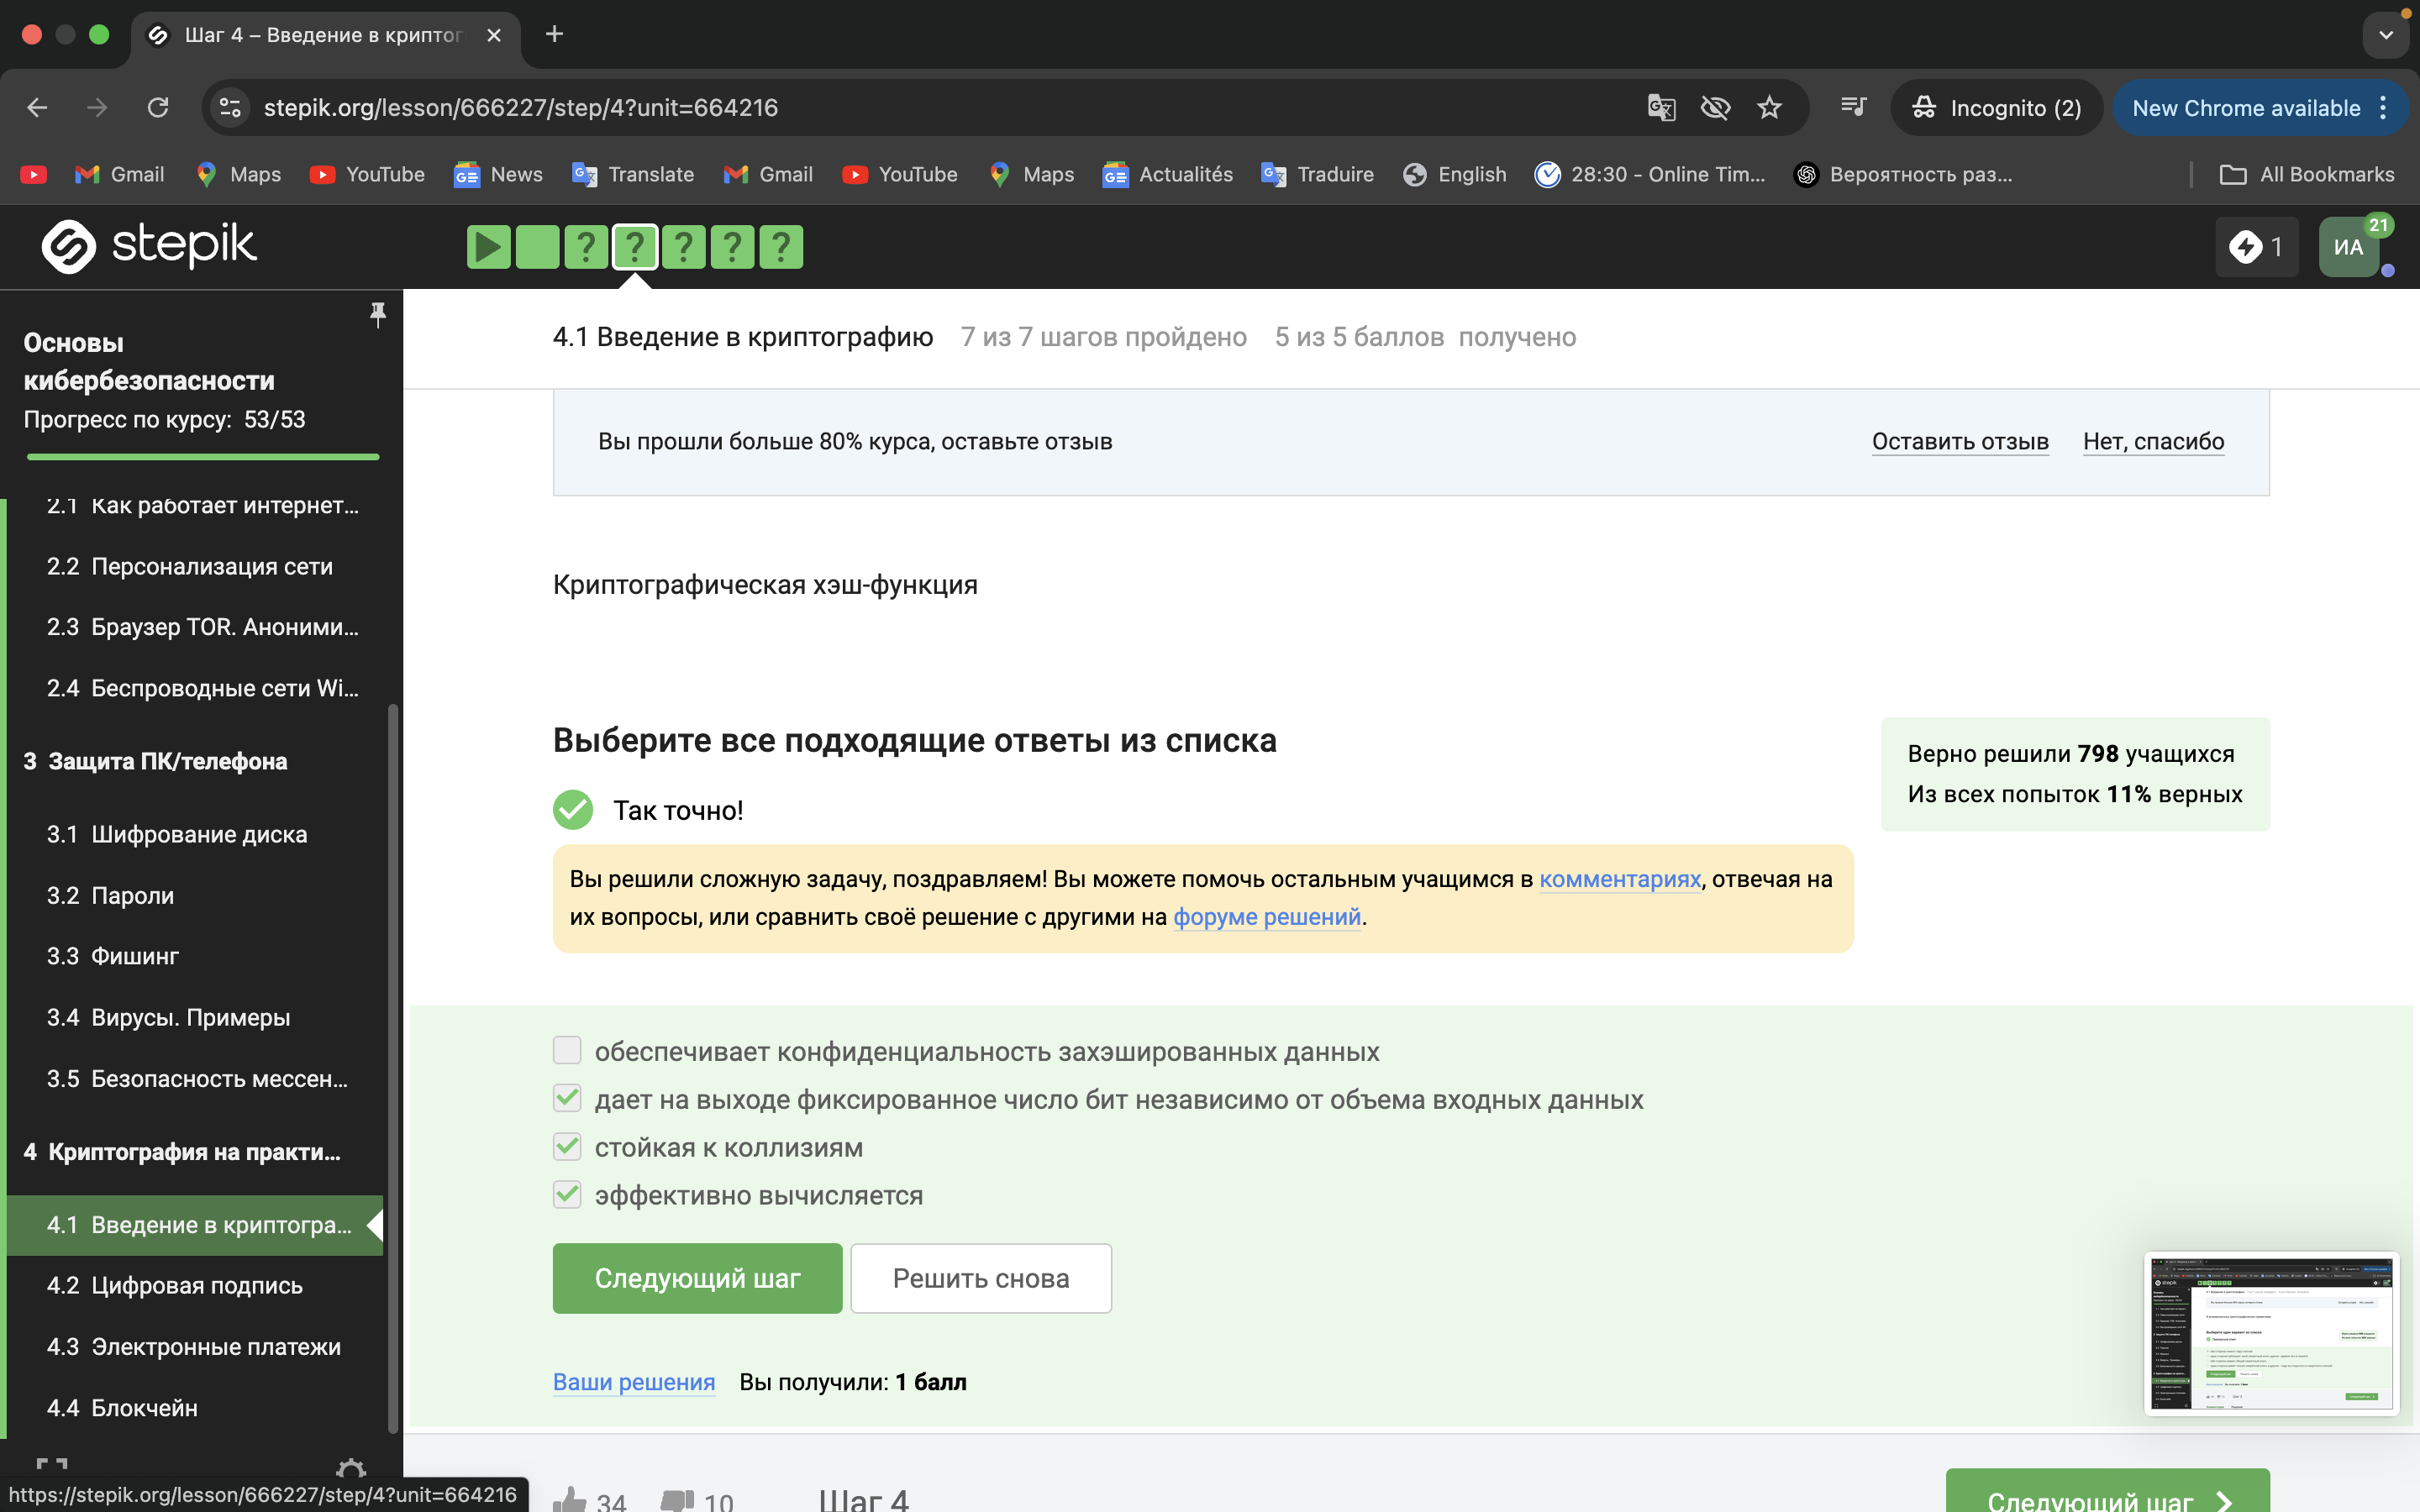 Шаг 4 – Введение в криптог
stepik.org/lesson/666227/step/4?unit=664216
Incognito (2)
New Chrome available
Gmail
Maps
YouTube
News
Translate
Gmail
YouTube
Maps
Actualités
Traduire
English
28:30 - Online Tim...
Вероятность раз...
All Bookmarks
stepik
? ? ? ? ?
1
ИА
21
Основы
кибербезопасности
Прогресс по курсу: 53/53
2.1 Как работает интернет...
2.2 Персонализация сети
2.3 Браузер TOR. Аноними...
2.4 Беспроводные сети Wi...
3 Защита ПК/телефона
3.1 Шифрование диска
3.2 Пароли
3.3 Фишинг
3.4 Вирусы. Примеры
3.5 Безопасность мессен...
4 Криптография на практи...
4.1 Введение в криптогра...
4.2 Цифровая подпись
4.3 Электронные платежи
4.4 Блокчейн
https://stepik.org/lesson/666227/step/4?unit=664216
4.1 Введение в криптографию 7 из 7 шагов пройдено 5 из 5 баллов получено
Вы прошли больше 80% курса, оставьте отзыв
Оставить отзыв Нет, спасибо
Криптографическая хэш-функция
Выберите все подходящие ответы из списка
Верно решили 798 учащихся
Из всех попыток 11% верных
Так точно!
Вы решили сложную задачу, поздравляем! Вы можете помочь остальным учащимся в комментариях, отвечая на
их вопросы, или сравнить своё решение с другими на форуме решений.
обеспечивает конфиденциальность захэшированных данных
дает на выходе фиксированное число бит независимо от объема входных данных
стойкая к коллизиям
эффективно вычисляется
Следующий шаг
Решить снова
Ваши решения Вы получили: 1 балл
34
10
Шаг 4
Следующий шаг